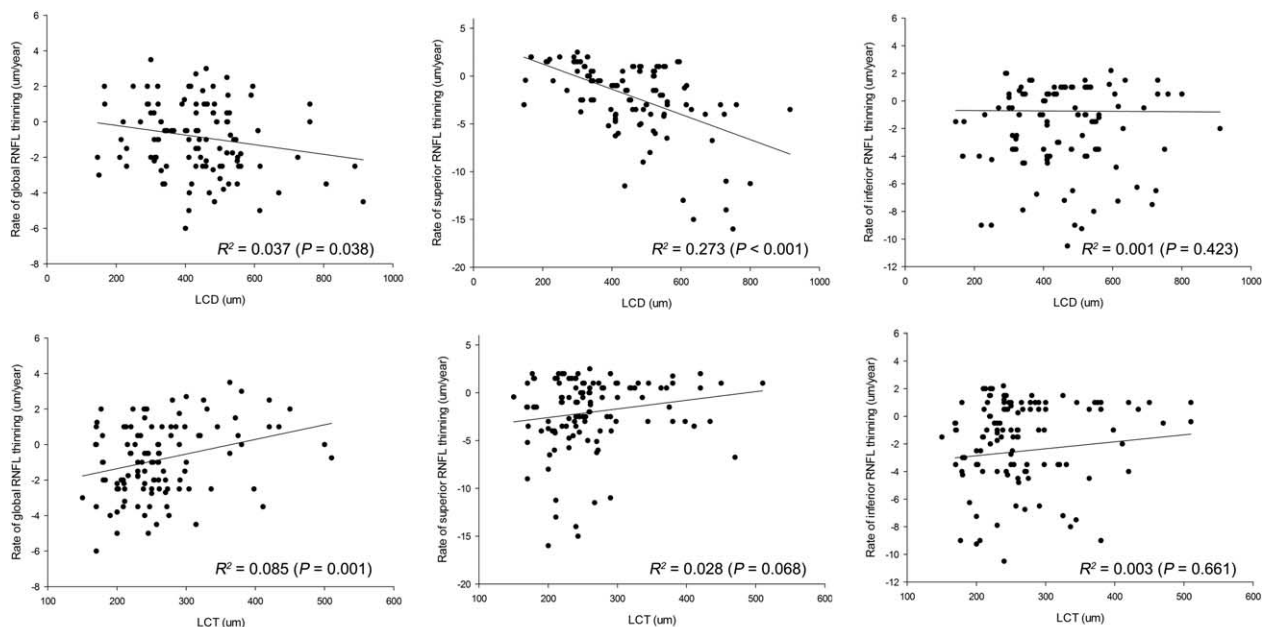 Rate of global RNFL thinning (um/year)
6
4
2
0
-2
-4
-6
-8
R² = 0.037 (P = 0.038)
0 200 400 600 800 1000
LCD (um)
Rate of superior RNFL thinning (um/year)
5
0
-5
-10
-15
-20
R² = 0.273 (P < 0.001)
0 200 400 600 800 1000
LCD (um)
Rate of inferior RNFL thinning (um/year)
6
4
2
0
-2
-4
-6
-8
-10
-12
R² = 0.001 (P = 0.423)
0 200 400 600 800 1000
LCD (um)
Rate of global RNFL thinning (um/year)
6
4
2
0
-2
-4
-6
-8
R² = 0.085 (P = 0.001)
100 200 300 400 500 600
LCT (um)
Rate of superior RNFL thinning (um/year)
5
0
-5
-10
-15
-20
R² = 0.028 (P = 0.068)
100 200 300 400 500 600
LCT (um)
Rate of inferior RNFL thinning (um/year)
6
4
2
0
-2
-4
-6
-8
-10
-12
R² = 0.003 (P = 0.661)
100 200 300 400 500 600
LCT (um)